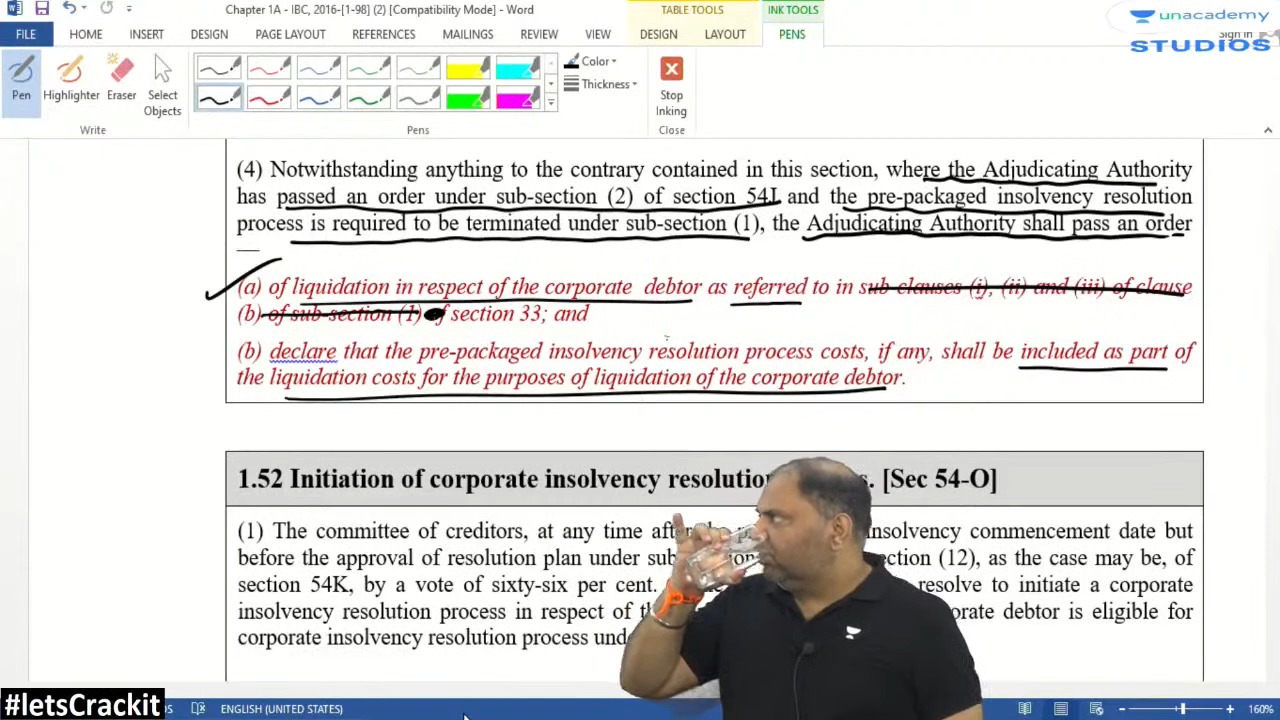 Chapter 1A - IBC, 2016-[1-98] (2) [Compatibility Mode] - Word
TABLE TOOLS
INK TOOLS
unacademy
STUDIOS
Sign in
FILE
HOME
INSERT
DESIGN
PAGE LAYOUT
REFERENCES
MAILINGS
REVIEW
VIEW
DESIGN
LAYOUT
PENS
Pen
Highlighter
Eraser
Select
Objects
Color
Thickness
Stop
Inking
Write
Pens
Close
(4) Notwithstanding anything to the contrary contained in this section, where the Adjudicating Authority
has passed an order under sub-section (2) of section 54J and the pre-packaged insolvency resolution
process is required to be terminated under sub-section (1), the Adjudicating Authority shall pass an order
—
(a) of liquidation in respect of the corporate debtor as referred to in sub-clauses (i), (ii) and (iii) of clause
(b) of sub-section (1) of section 33; and
(b) declare that the pre-packaged insolvency resolution process costs, if any, shall be included as part of
the liquidation costs for the purposes of liquidation of the corporate debtor.
1.52 Initiation of corporate insolvency resolution [Sec 54-O]
(1) The committee of creditors, at any time after insolvency commencement date but
before the approval of resolution plan under (12), as the case may be, of
section 54K, by a vote of sixty-six per cent. resolve to initiate a corporate
insolvency resolution process in respect of debtor is eligible for
corporate insolvency resolution process
#letsCrackit
ENGLISH (UNITED STATES)
160%